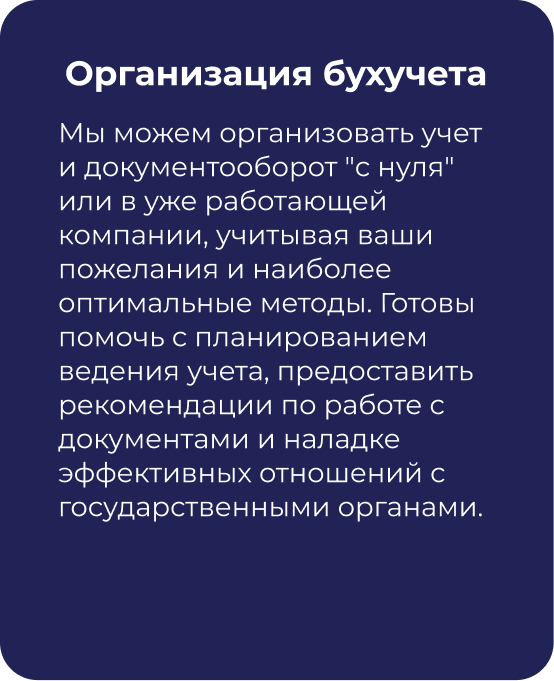 Организация бухучета
Мы можем организовать учет
и документооборот "с нуля"
или в уже работающей
компании, учитывая ваши
пожелания и наиболее
оптимальные методы. Готовы
помочь с планированием
ведения учета, предоставить
рекомендации по работе с
документами и наладке
эффективных отношений с
государственными органами.